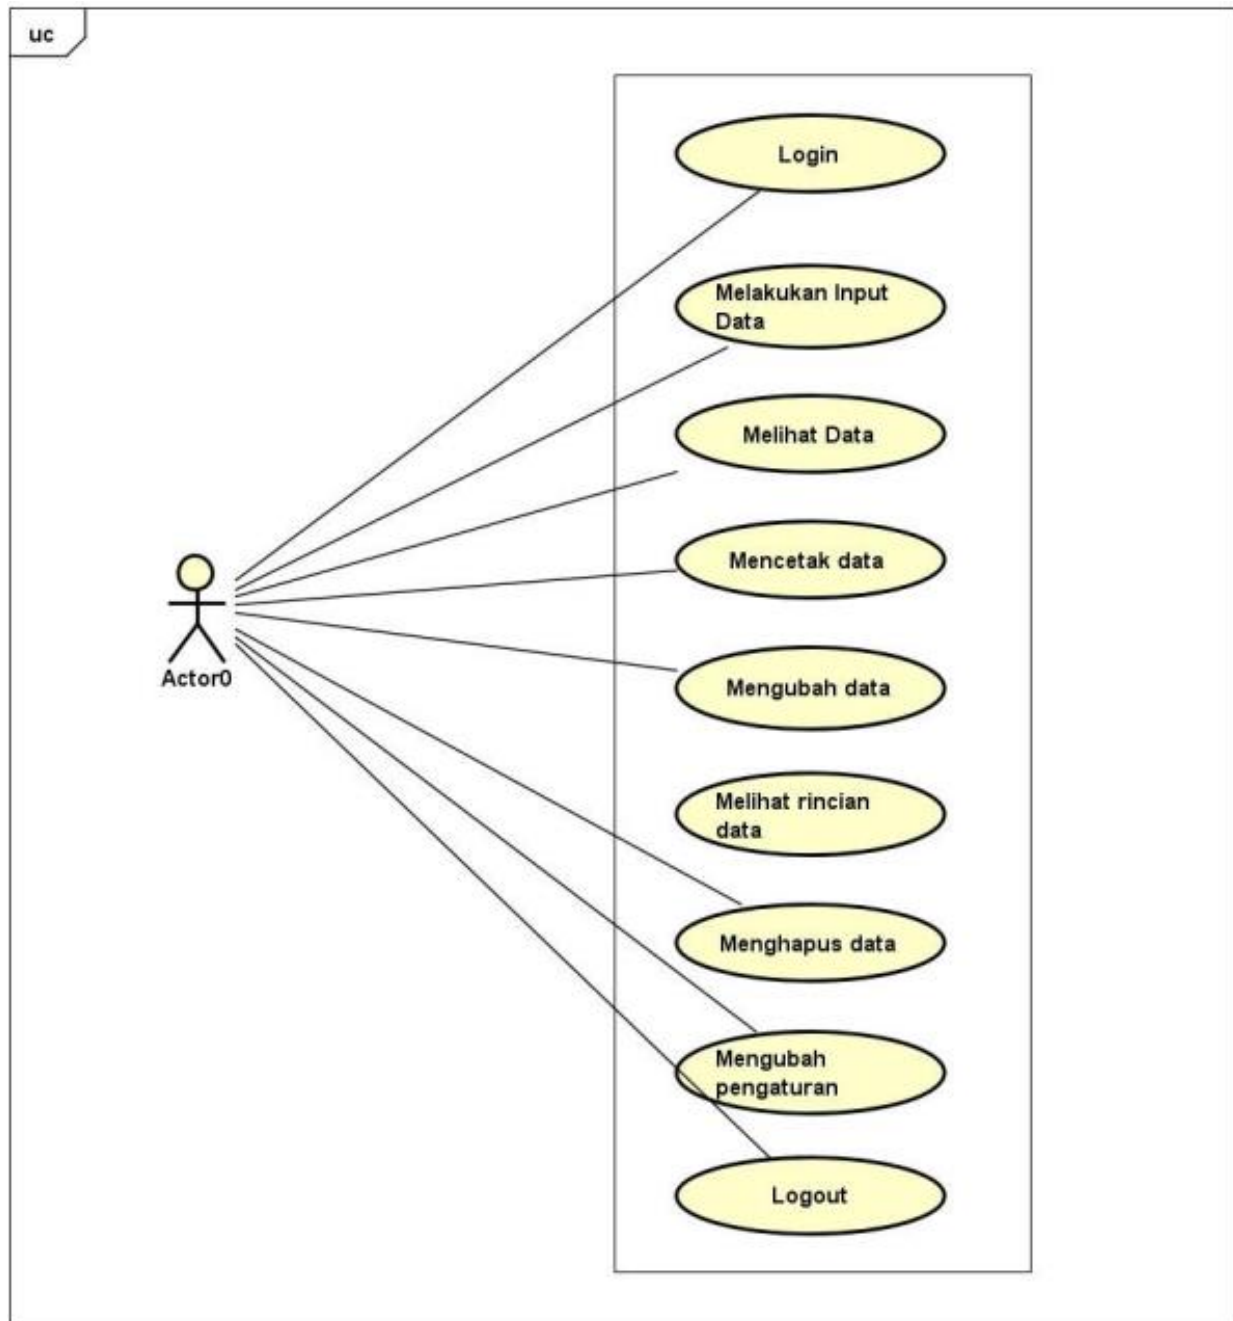 uc
Login
Melakukan Input
Data
Melihat Data
Mencetak data
Actor0
Mengubah data
Melihat rincian
data
Menghapus data
Mengubah
pengaturan
Logout